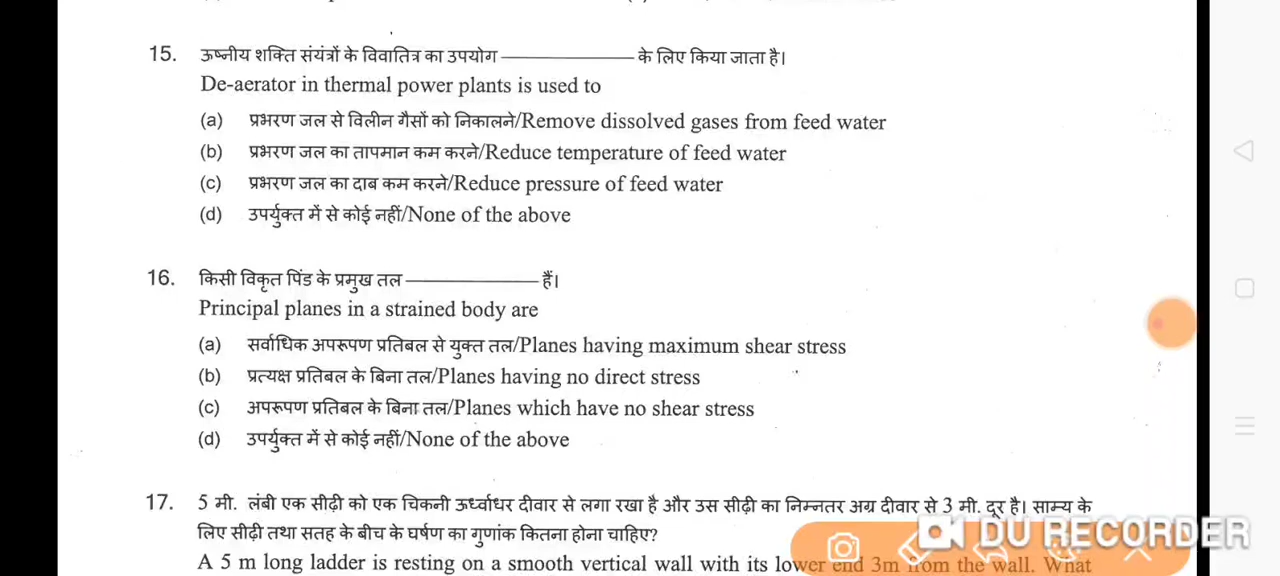 15. ऊष्नीय शक्ति संयंत्रों के विवातित्र का उपयोग ———— के लिए किया जाता है।
De-aerator in thermal power plants is used to
(a) प्रभरण जल से विलीन गैसों को निकालने/Remove dissolved gases from feed water
(b) प्रभरण जल का तापमान कम करने/Reduce temperature of feed water
(c) प्रभरण जल का दाब कम करने/Reduce pressure of feed water
(d) उपर्युक्त में से कोई नहीं/None of the above
16. किसी विकृत पिंड के प्रमुख तल ———— हैं।
Principal planes in a strained body are
(a) सर्वाधिक अपरूपण प्रतिबल से युक्त तल/Planes having maximum shear stress
(b) प्रत्यक्ष प्रतिबल के बिना तल/Planes having no direct stress
(c) अपरूपण प्रतिबल के बिना तल/Planes which have no shear stress
(d) उपर्युक्त में से कोई नहीं/None of the above
17. 5 मी. लंबी एक सीढ़ी को एक चिकनी ऊर्ध्वाधर दीवार से लगा रखा है और उस सीढ़ी का निम्नतर अग्र दीवार से 3 मी. दूर है। साम्य के
लिए सीढ़ी तथा सतह के बीच के घर्षण का गुणांक कितना होना चाहिए?
DU RECORDER
A 5 m long ladder is resting on a smooth vertical wall with its lower end 3m from the wall. What